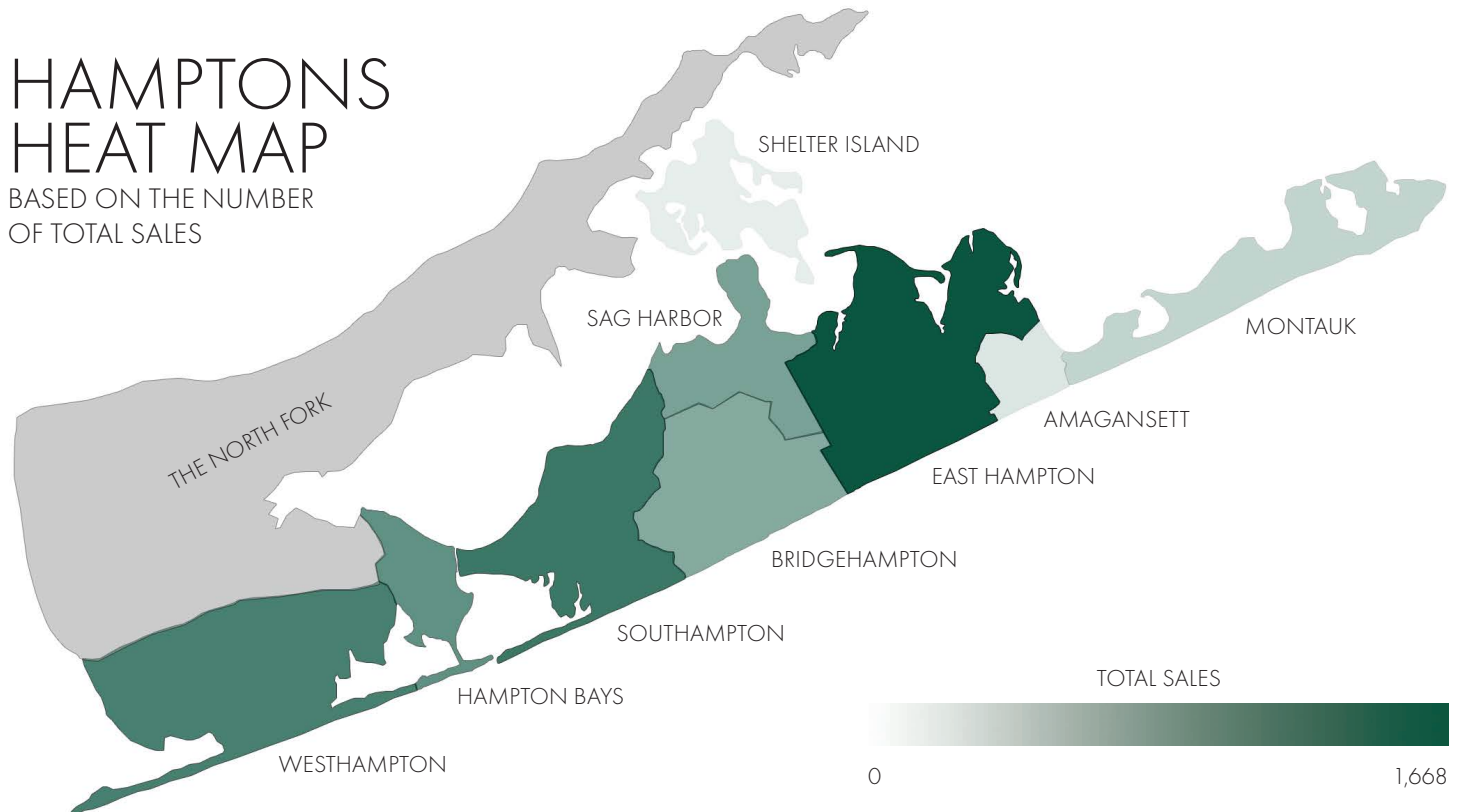 HAMPTONS
HEAT MAP
BASED ON THE NUMBER
OF TOTAL SALES
SHELTER ISLAND
SAG HARBOR
MONTAUK
THE NORTH FORK
AMAGANSETT
EAST HAMPTON
BRIDGEHAMPTON
SOUTHAMPTON
HAMPTON BAYS
WESTHAMPTON
TOTAL SALES
0
1,668